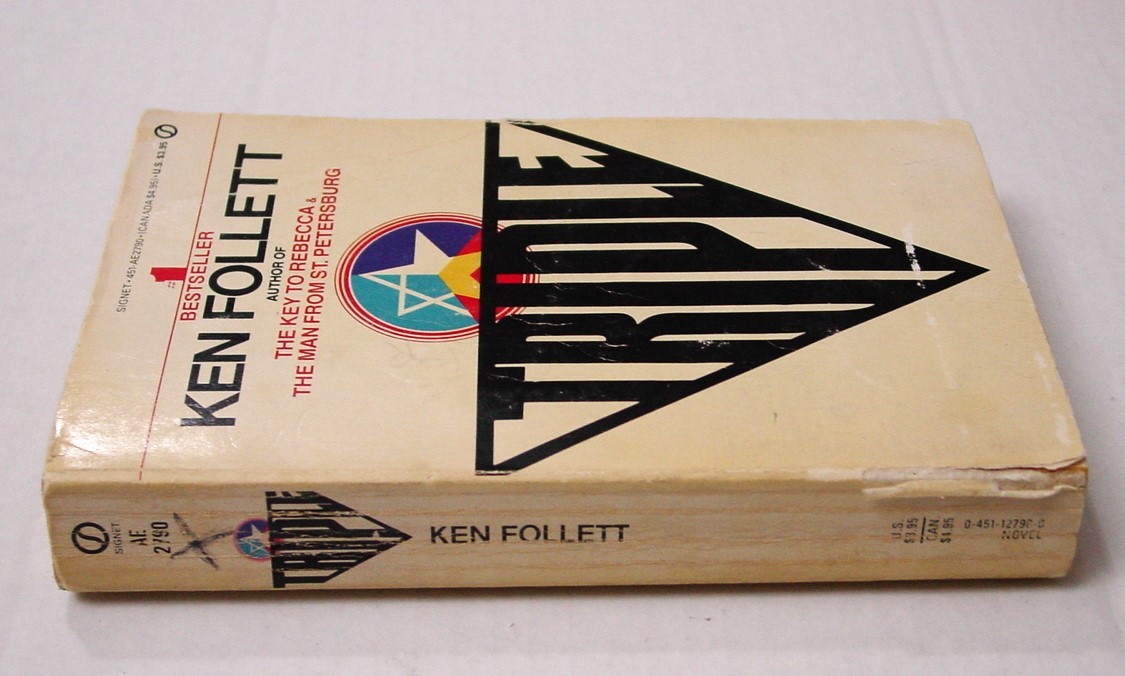 SIGNET • 451-AE2790 • (CANADA $4.95) • U.S. $3.95
#1
BESTSELLER
KEN FOLLETT
AUTHOR OF
THE KEY TO REBECCA &
THE MAN FROM ST. PETERSBURG
TRIPLE
SIGNET
AE
2790
TRIPLE
KEN FOLLETT
U.S.
$3.95
CAN.
$4.95
0-451-12790-0
NOVEL